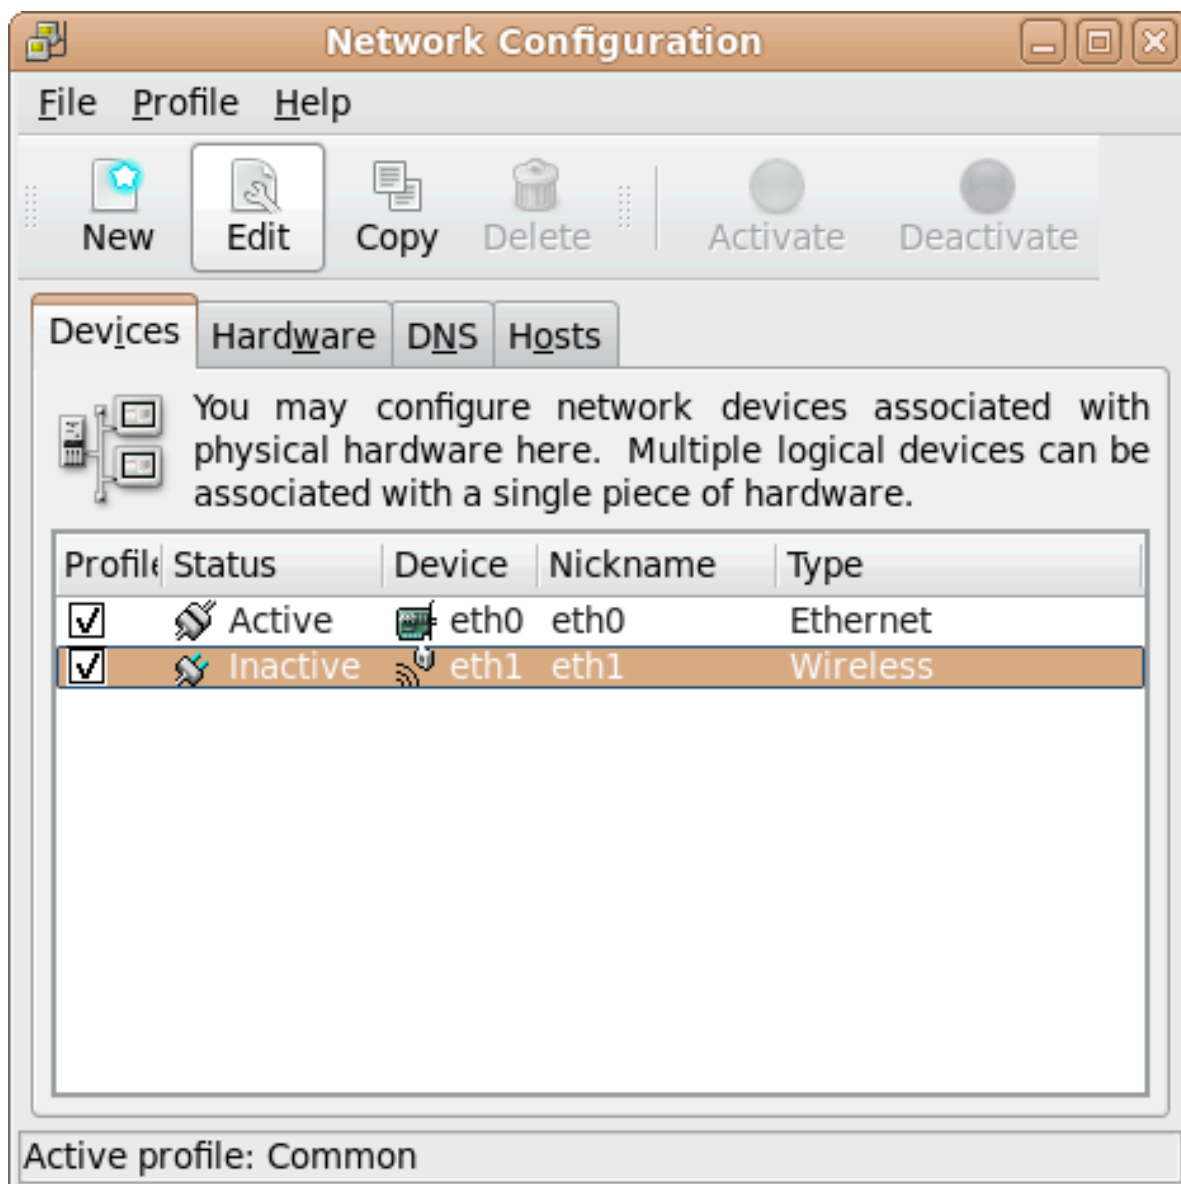 Network Configuration
File Profile Help
New Edit Copy Delete Activate Deactivate
Devices Hardware DNS Hosts
You may configure network devices associated with
physical hardware here. Multiple logical devices can be
associated with a single piece of hardware.
Profile Status Device Nickname Type
Active eth0 eth0 Ethernet
Inactive eth1 eth1 Wireless
Active profile: Common